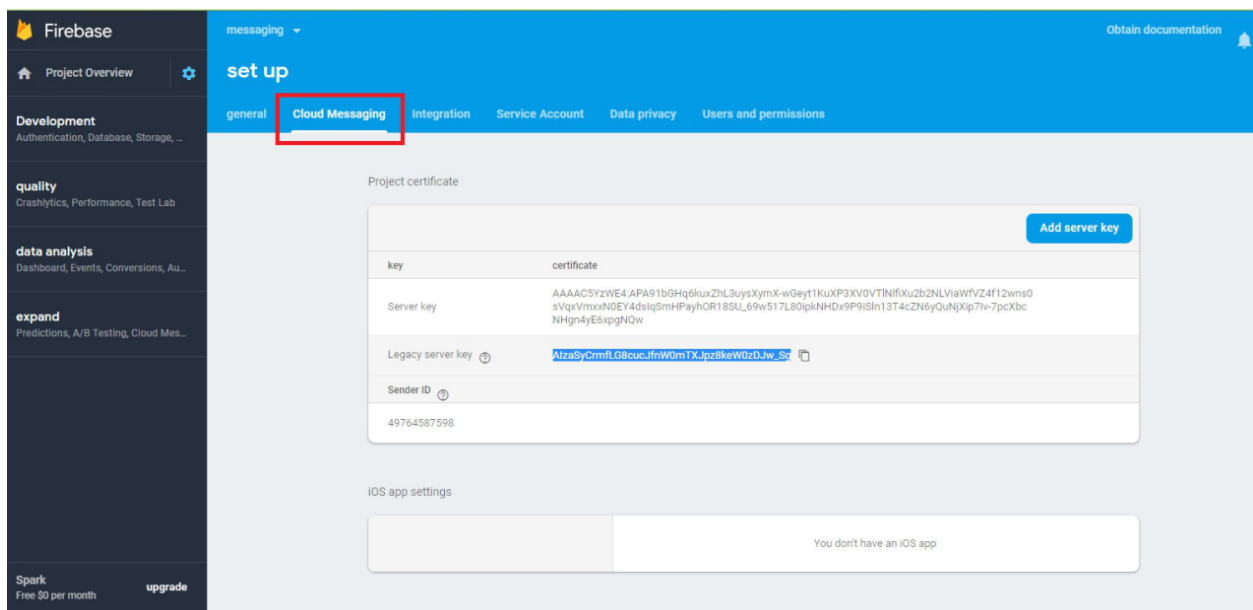 Firebase
Project Overview
Development
Authentication, Database, Storage, ...
quality
Crashlytics, Performance, Test Lab
data analysis
Dashboard, Events, Conversions, Au...
expand
Predictions, A/B Testing, Cloud Mes...
Spark
Free $0 per month
upgrade
messaging
Obtain documentation
set up
general Cloud Messaging Integration Service Account Data privacy Users and permissions
Project certificate
Add server key
key certificate
Server key
AAAAC5YzWE4:APA91bGHq6kuxZhL3uysXymX-wGeyt1KuXP3XV0VTlNlfiXu2b2NLViaWfVZ4f12wns0
sVqxVmxxN0EY4dsIqSmHPayhOR18SU_69w517L80ipkNHDx9P9iSln13T4cZN6yQuNjXip7Iv-7pcXbc
NHgn4yE6xpgNQw
Legacy server key
AIzaSyCrmfLG8cucJfnW0mTXJpz8keW0zDJw_Sg
Sender ID
49764587598
iOS app settings
You don't have an iOS app